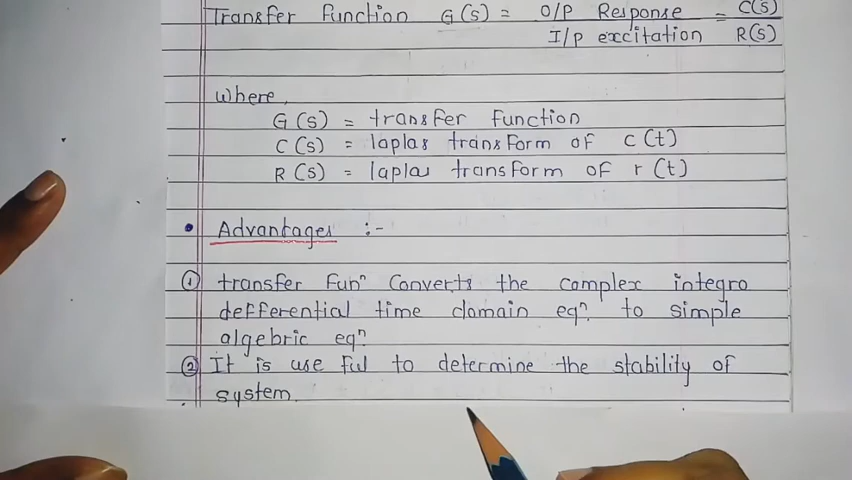 Transfer Function G(s) = O/P Response = C(s)
I/P excitation R(s)
where,
G(s) = transfer function
C(s) = laplas transform of c(t)
R(s) = laplas transform of r(t)
• Advantages :-
① transfer Funⁿ Converts the complex integro
defferential time domain eqⁿ to simple
algebric eqⁿ
② It is use ful to determine the stability of
system.